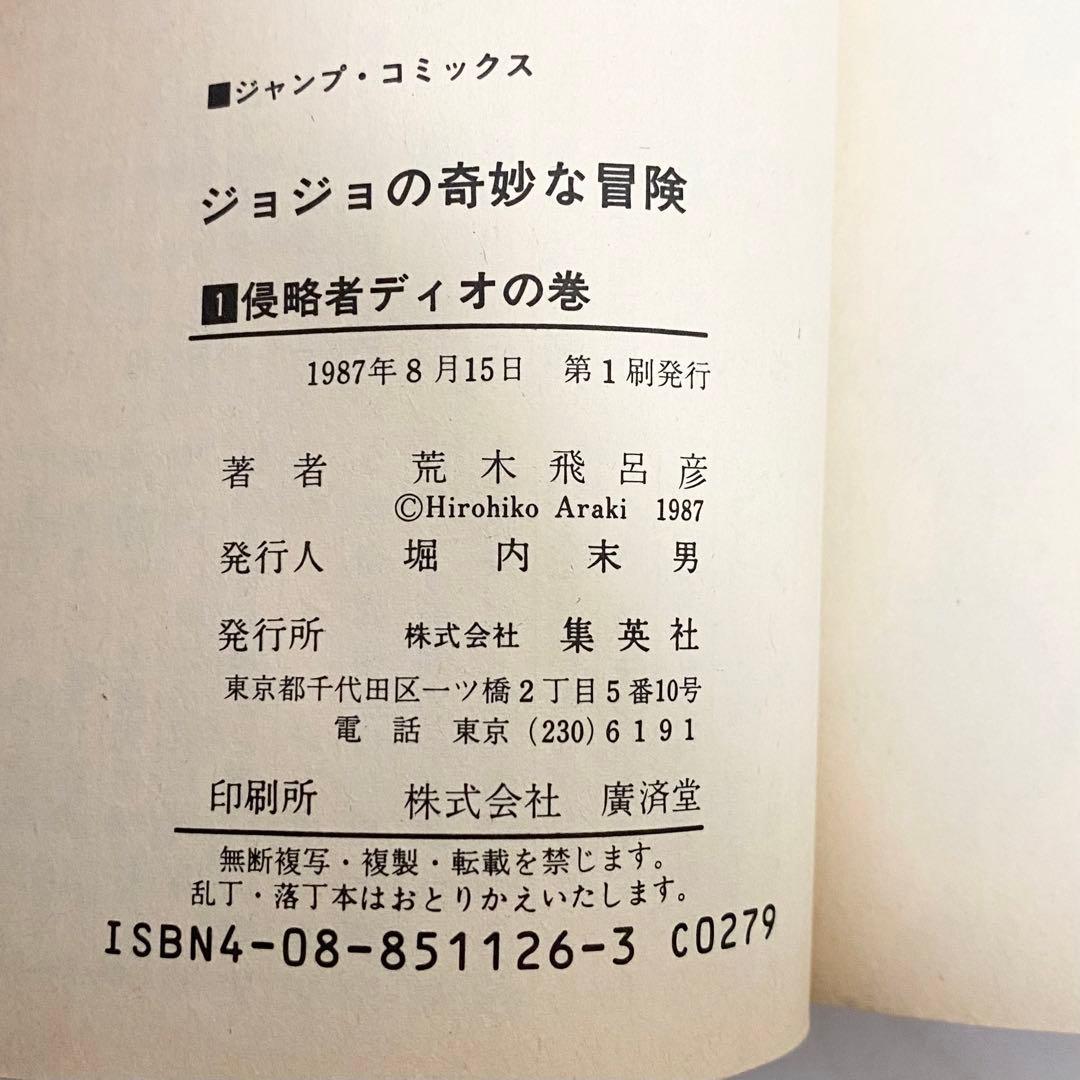 ■ジャンプ・コミックス
ジョジョの奇妙な冒険
1侵略者ディオの巻
1987年8月15日 第1刷発行
著者 荒木飛呂彦
©Hirohiko Araki 1987
発行人 堀内末男
発行所 株式会社 集英社
東京都千代田区一ツ橋2丁目5番10号
電話 東京(230)6191
印刷所 株式会社 廣済堂
無断複写・複製・転載を禁じます。
乱丁・落丁本はおとりかえいたします。
ISBN4-08-851126-3 C0279